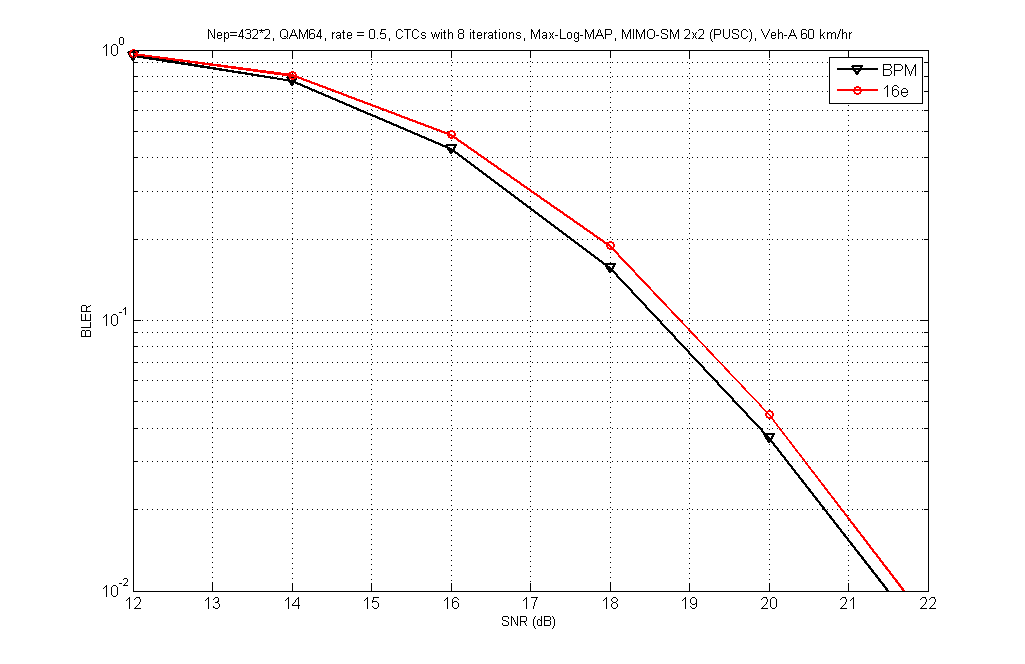 Nep=432*2, QAM64, rate = 0.5, CTCs with 8 iterations, Max-Log-MAP, MIMO-SM 2x2 (PUSC), Veh-A 60 km/hr
10^0
BPM
16e
BLER
10^-1
10^-2
12 13 14 15 16 17 18 19 20 21 22
SNR (dB)